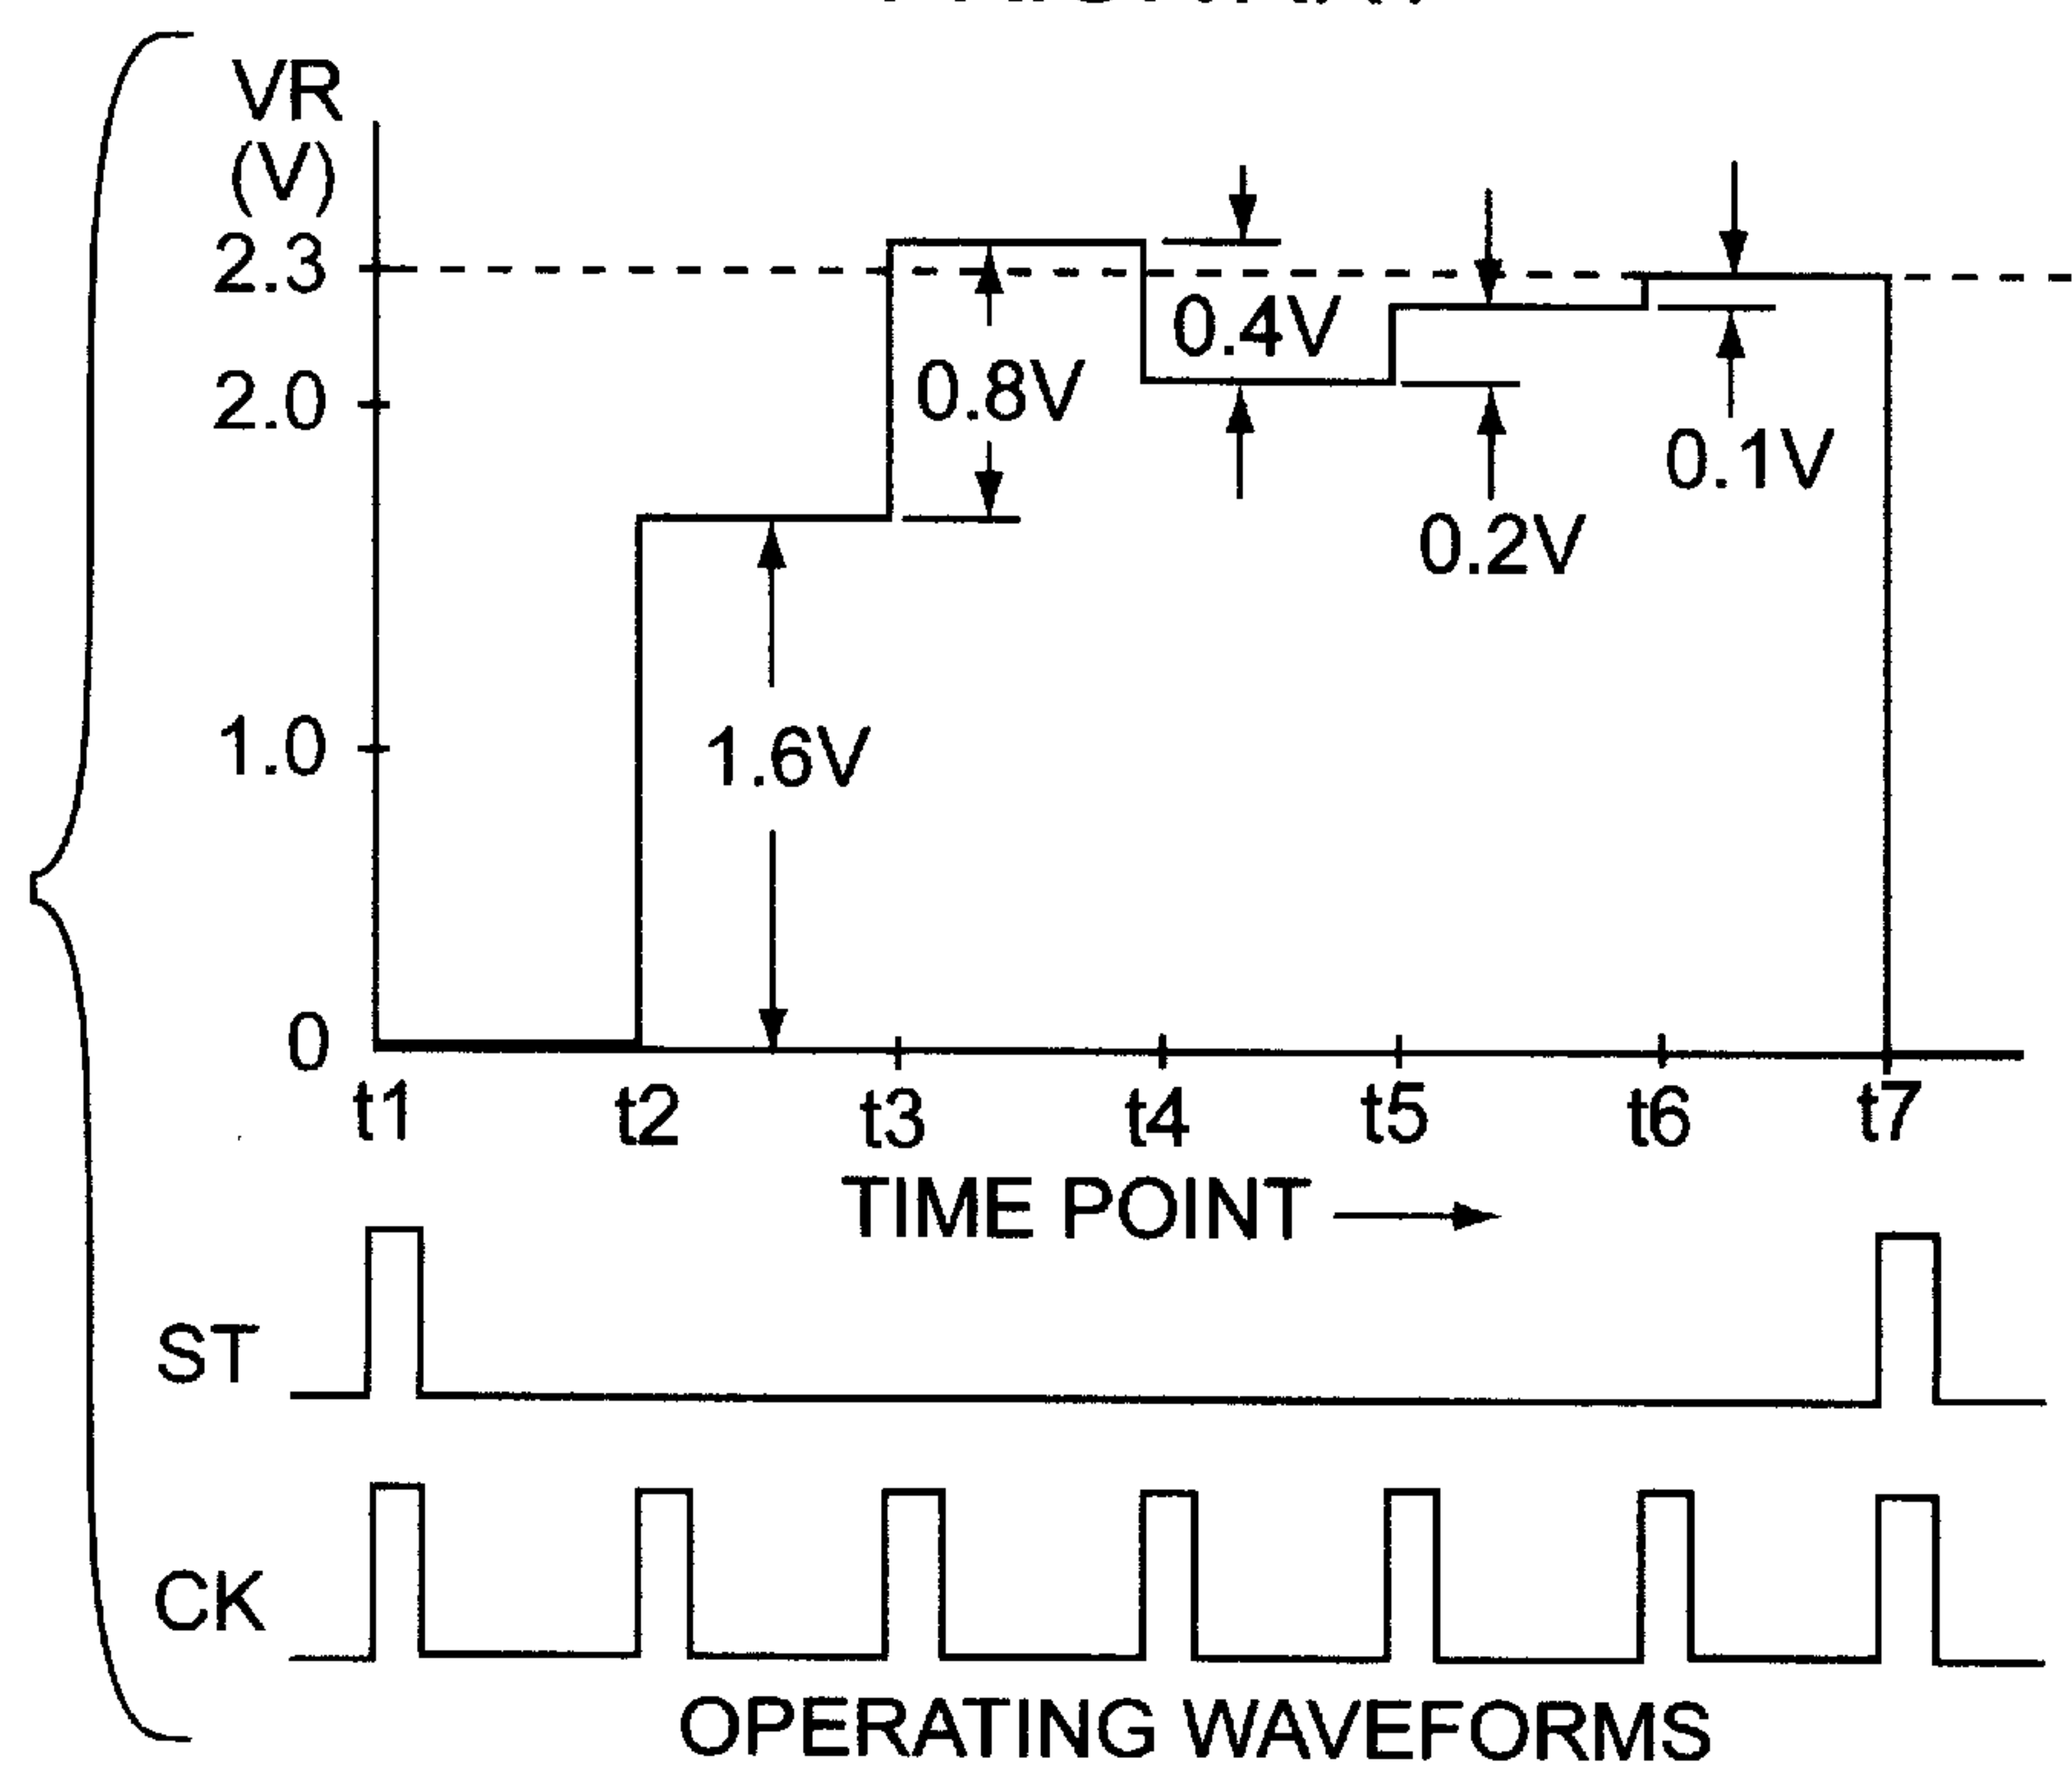 VR
(V)
2.3
0.4V
0.8V
2.0
0.1V
0.2V
1.0
1.6V
0
t1 t2 t3 t4 t5 t6 t7
TIME POINT
ST
CK
OPERATING WAVEFORMS